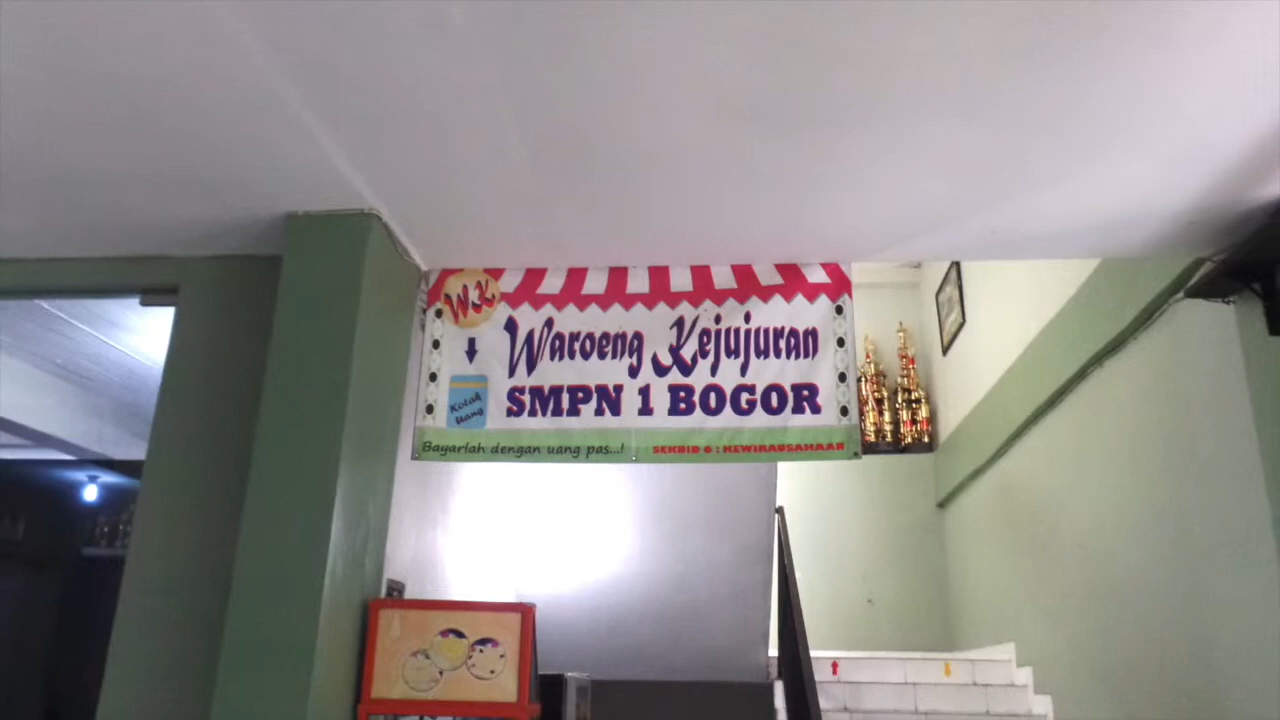 WK
Waroeng Kejujuran
SMPN 1 BOGOR
Kotak
Uang
Bayarlah dengan uang pas...!
SEKBID 6 : KEWIRAUSAHAAN